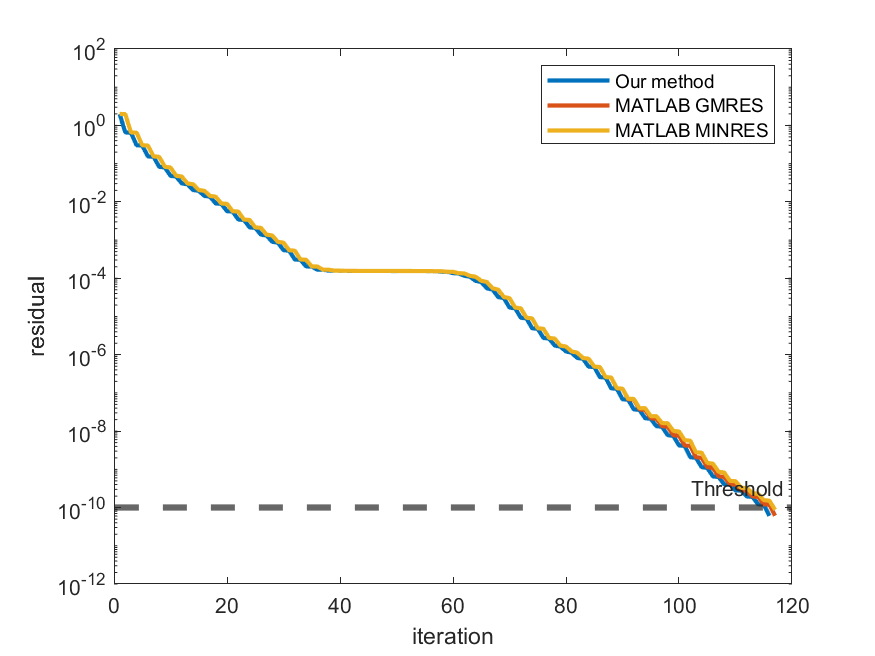 10^2
10^0
10^-2
10^-4
10^-6
10^-8
10^-10
10^-12
residual
Our method
MATLAB GMRES
MATLAB MINRES
Threshold
0 20 40 60 80 100 120
iteration